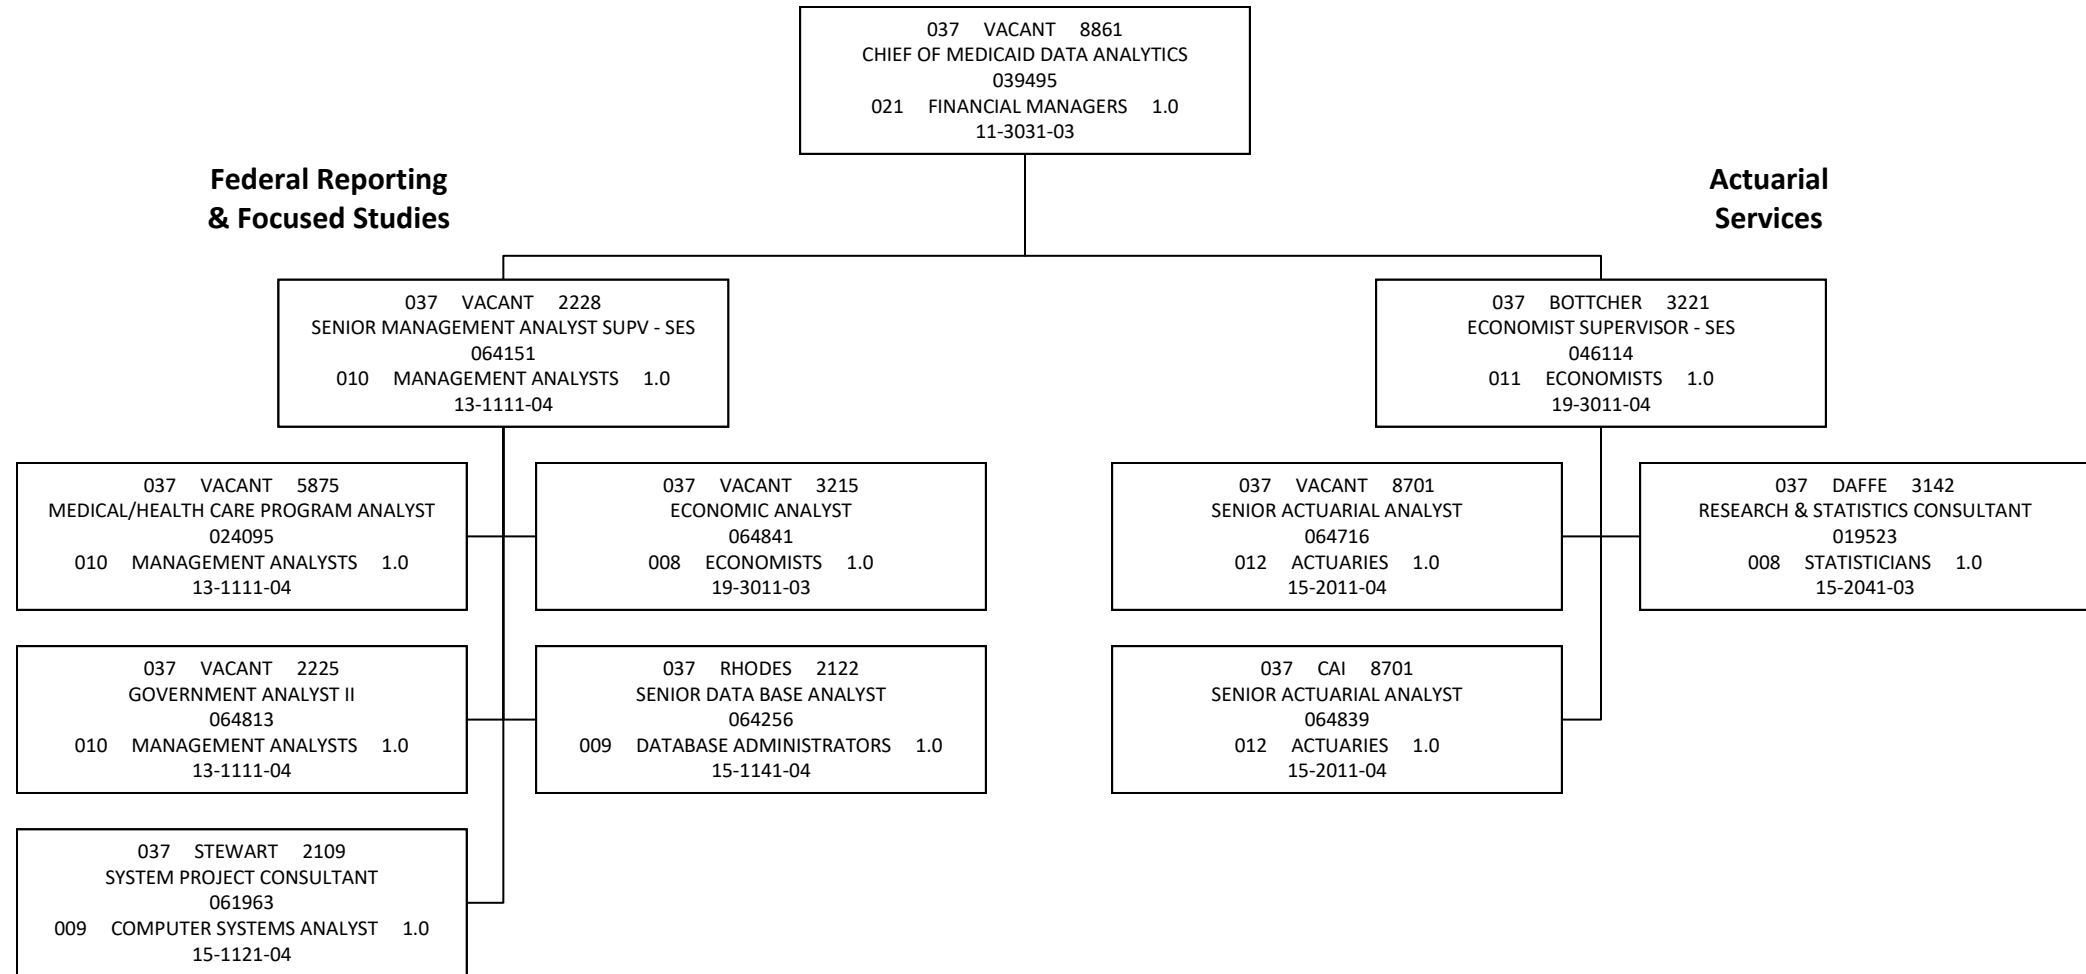 037 VACANT 8861
CHIEF OF MEDICAID DATA ANALYTICS
039495
021 FINANCIAL MANAGERS 1.0
11-3031-03
Federal Reporting
& Focused Studies
Actuarial
Services
037 VACANT 2228
SENIOR MANAGEMENT ANALYST SUPV - SES
064151
010 MANAGEMENT ANALYSTS 1.0
13-1111-04
037 BOTTCHER 3221
ECONOMIST SUPERVISOR - SES
046114
011 ECONOMISTS 1.0
19-3011-04
037 VACANT 5875
MEDICAL/HEALTH CARE PROGRAM ANALYST
024095
010 MANAGEMENT ANALYSTS 1.0
13-1111-04
037 VACANT 3215
ECONOMIC ANALYST
064841
008 ECONOMISTS 1.0
19-3011-03
037 VACANT 8701
SENIOR ACTUARIAL ANALYST
064716
012 ACTUARIES 1.0
15-2011-04
037 DAFFE 3142
RESEARCH & STATISTICS CONSULTANT
019523
008 STATISTICIANS 1.0
15-2041-03
037 VACANT 2225
GOVERNMENT ANALYST II
064813
010 MANAGEMENT ANALYSTS 1.0
13-1111-04
037 RHODES 2122
SENIOR DATA BASE ANALYST
064256
009 DATABASE ADMINISTRATORS 1.0
15-1141-04
037 CAI 8701
SENIOR ACTUARIAL ANALYST
064839
012 ACTUARIES 1.0
15-2011-04
037 STEWART 2109
SYSTEM PROJECT CONSULTANT
061963
009 COMPUTER SYSTEMS ANALYST 1.0
15-1121-04